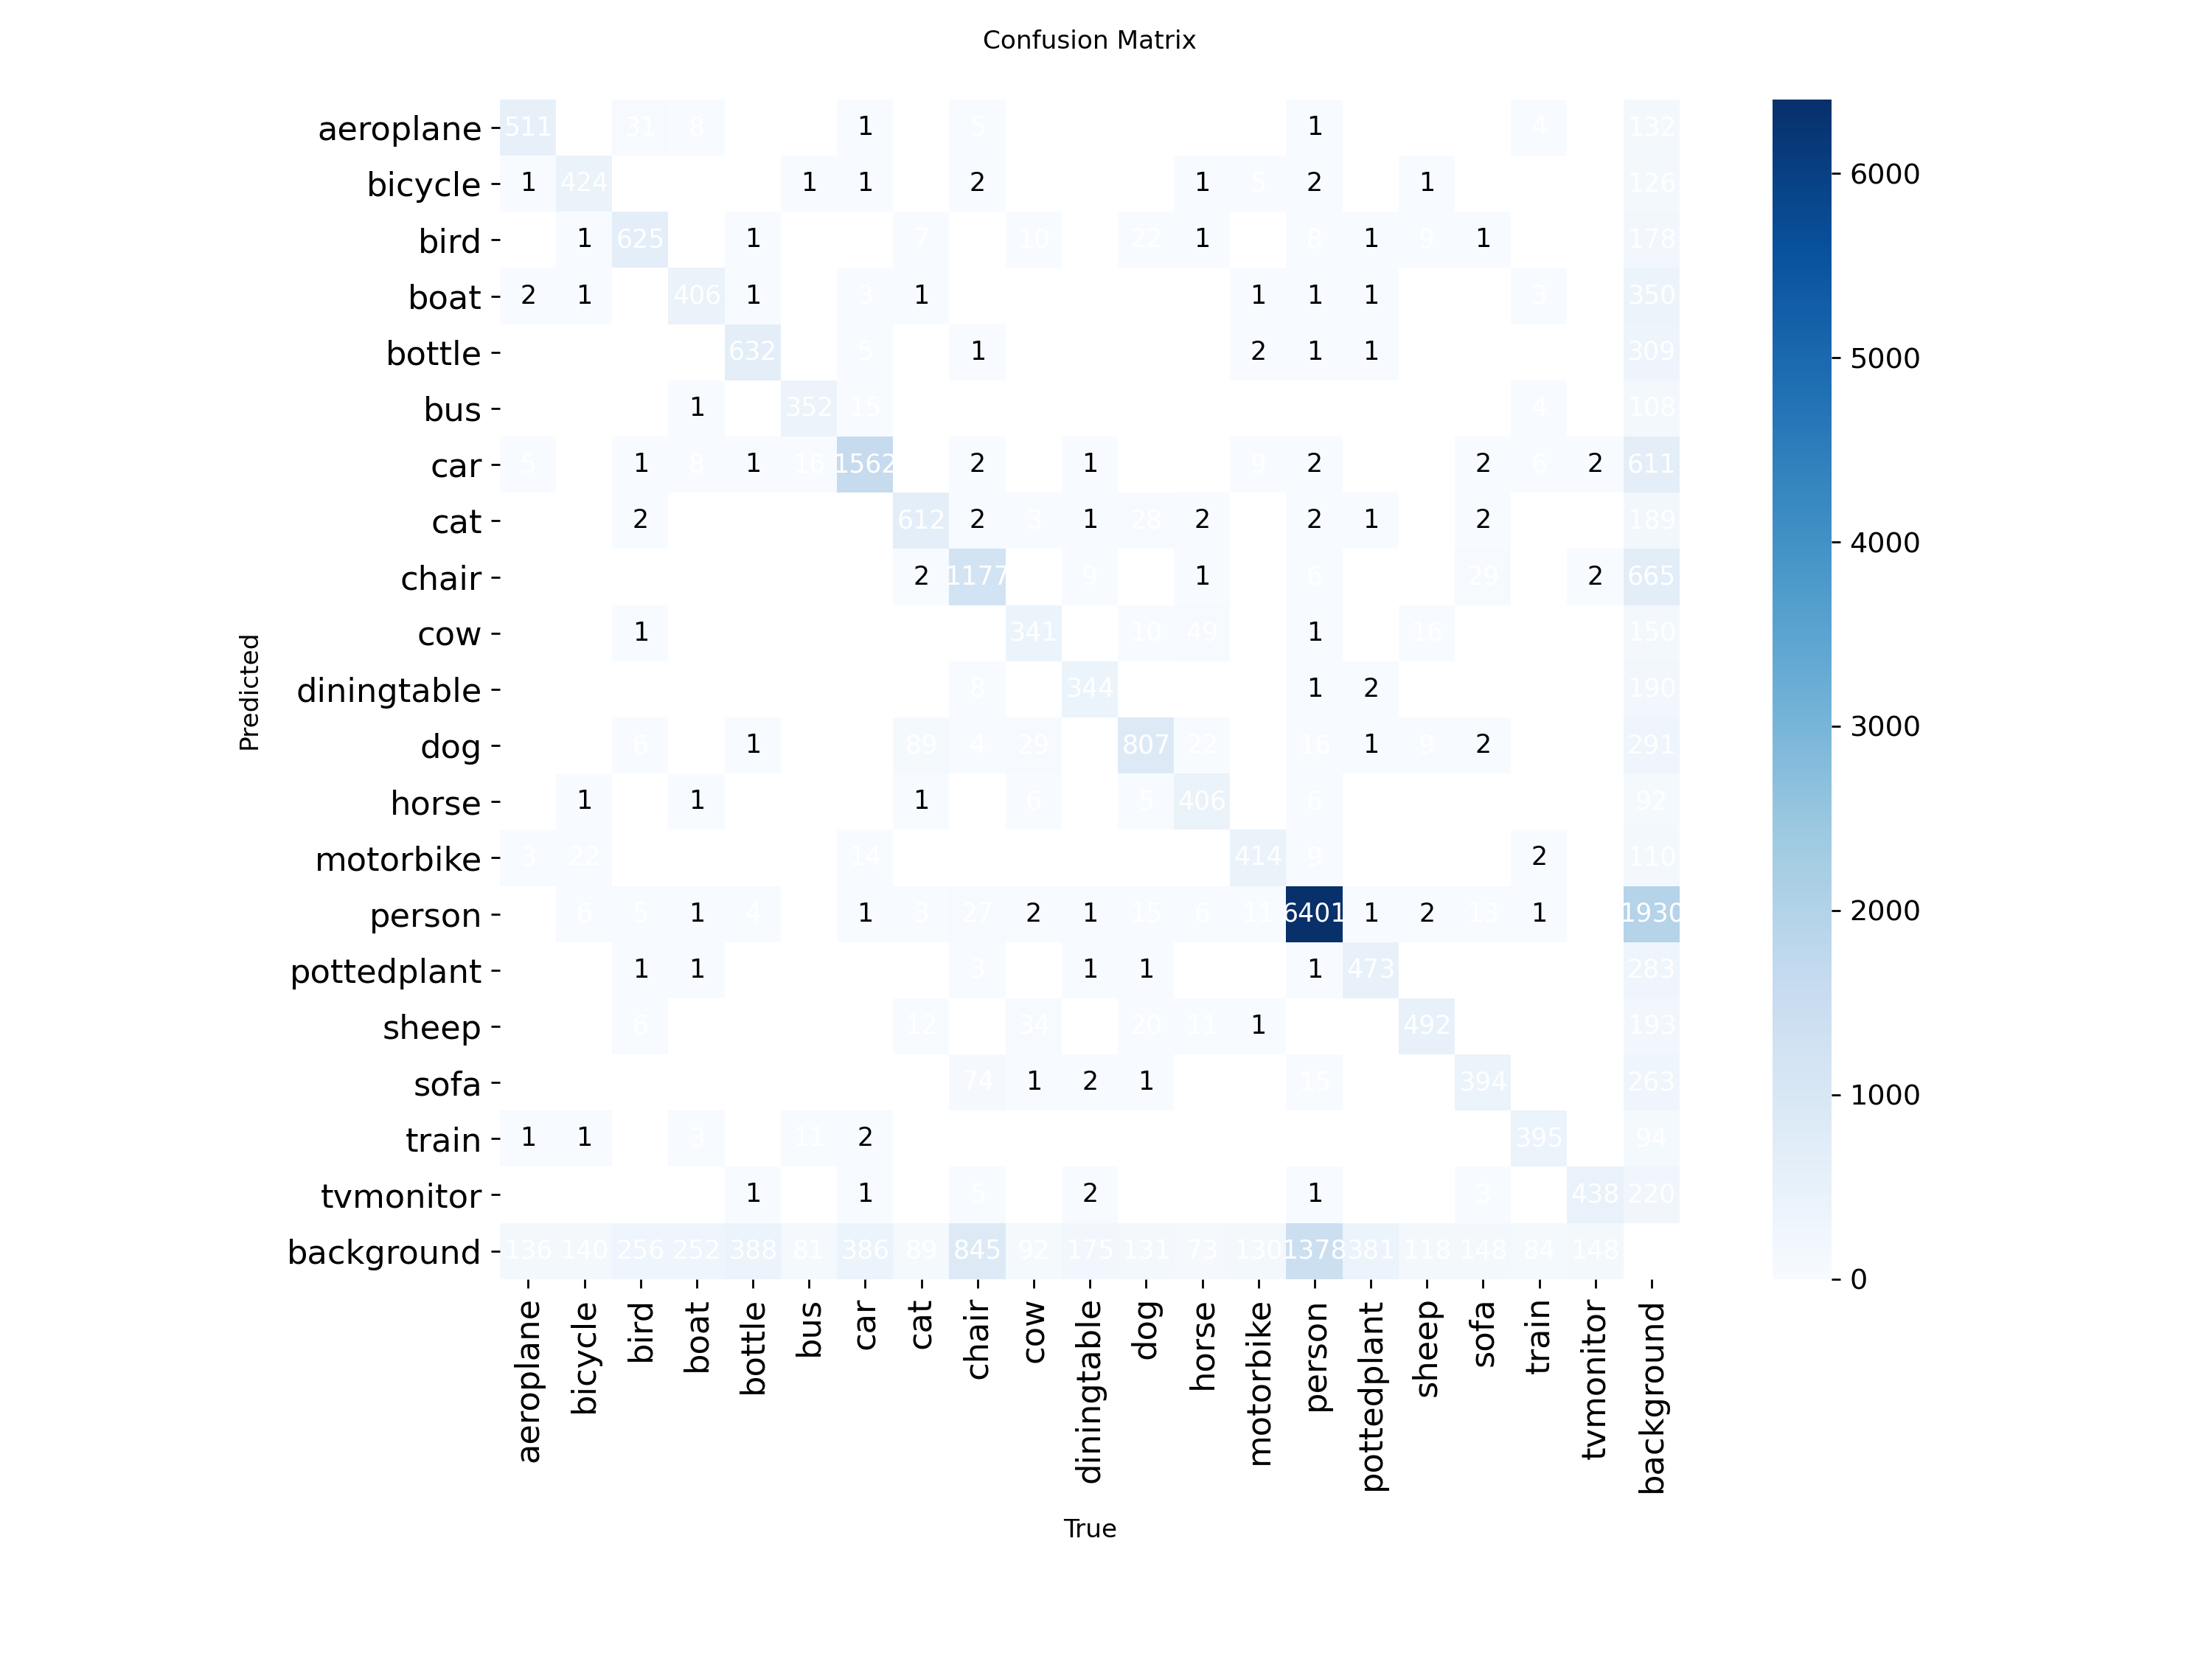 Confusion Matrix
aeroplane 511 31 8 1 5 1 4 132
bicycle 1 424 1 1 2 1 5 2 1 126
bird 1 625 1 7 10 22 1 8 1 9 1 178
boat 2 1 406 1 3 1 1 1 1 3 350
bottle 632 5 1 2 1 1 309
bus 1 352 15 4 108
car 5 1 8 1 16 1562 2 1 9 2 2 6 2 611
cat 2 612 2 3 1 28 2 2 1 2 189
chair 2 1177 9 1 6 29 2 665
cow 1 341 10 49 1 16 150
diningtable 8 344 1 2 190
dog 6 1 89 4 29 807 22 16 1 9 2 291
horse 1 1 1 6 5 406 6 92
motorbike 3 22 14 414 9 2 110
person 6 5 1 4 1 3 27 2 1 15 6 11 6401 1 2 13 1 1930
pottedplant 1 1 3 1 1 1 473 283
sheep 6 12 34 20 11 1 492 193
sofa 74 1 2 1 15 394 263
train 1 1 3 11 2 395 94
tvmonitor 1 1 5 2 1 3 438 220
background 136 140 256 252 388 81 386 89 845 92 175 131 73 130 1378 381 118 148 84 148
aeroplane bicycle bird boat bottle bus car cat chair cow diningtable dog horse motorbike person pottedplant sheep sofa train tvmonitor background
True
Predicted
6000
5000
4000
3000
2000
1000
0